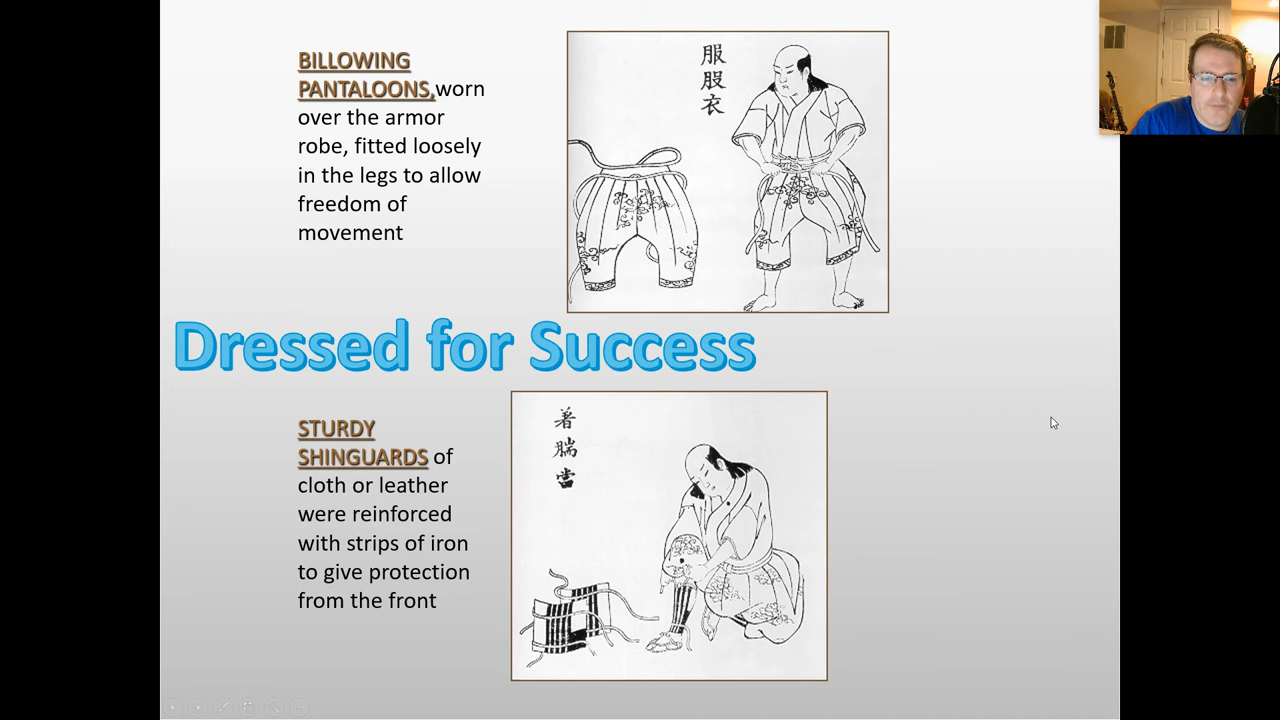 BILLOWING
PANTALOONS,worn
over the armor
robe, fitted loosely
in the legs to allow
freedom of
movement
服股衣
Dressed for Success
STURDY
SHINGUARDS of
cloth or leather
were reinforced
with strips of iron
to give protection
from the front
著腨當